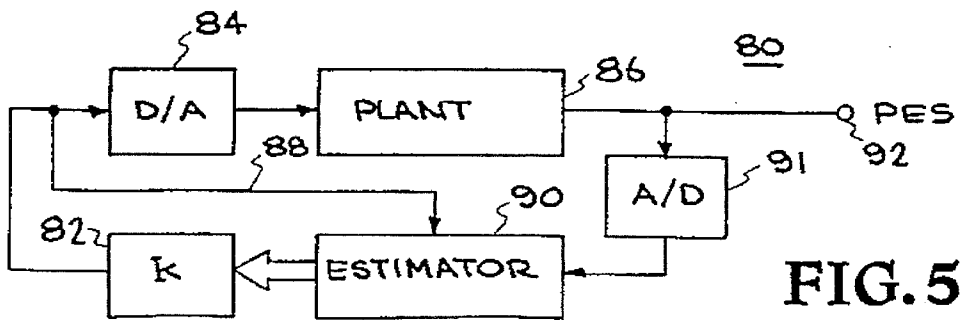 84
80
86
D/A
PLANT
PES
92
88
91
A/D
90
82
K
ESTIMATOR
FIG. 5